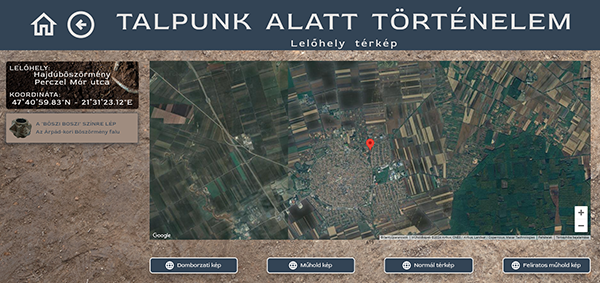 TALPUNK ALATT TÖRTÉNELEM
Lelőhely térkép
LELŐHELY:
Hajdúböszörmény
Perczel Mór utca
KOORDINÁTA:
47°40'59.83"N - 21°31'23.12"E
A "BÖSZI BOSZI" SZÍNRE LÉP
Az Árpád-kori Böszörmény falu
Google
+
−
Domborzati kép
Műhold kép
Normál térkép
Feliratos műhold kép